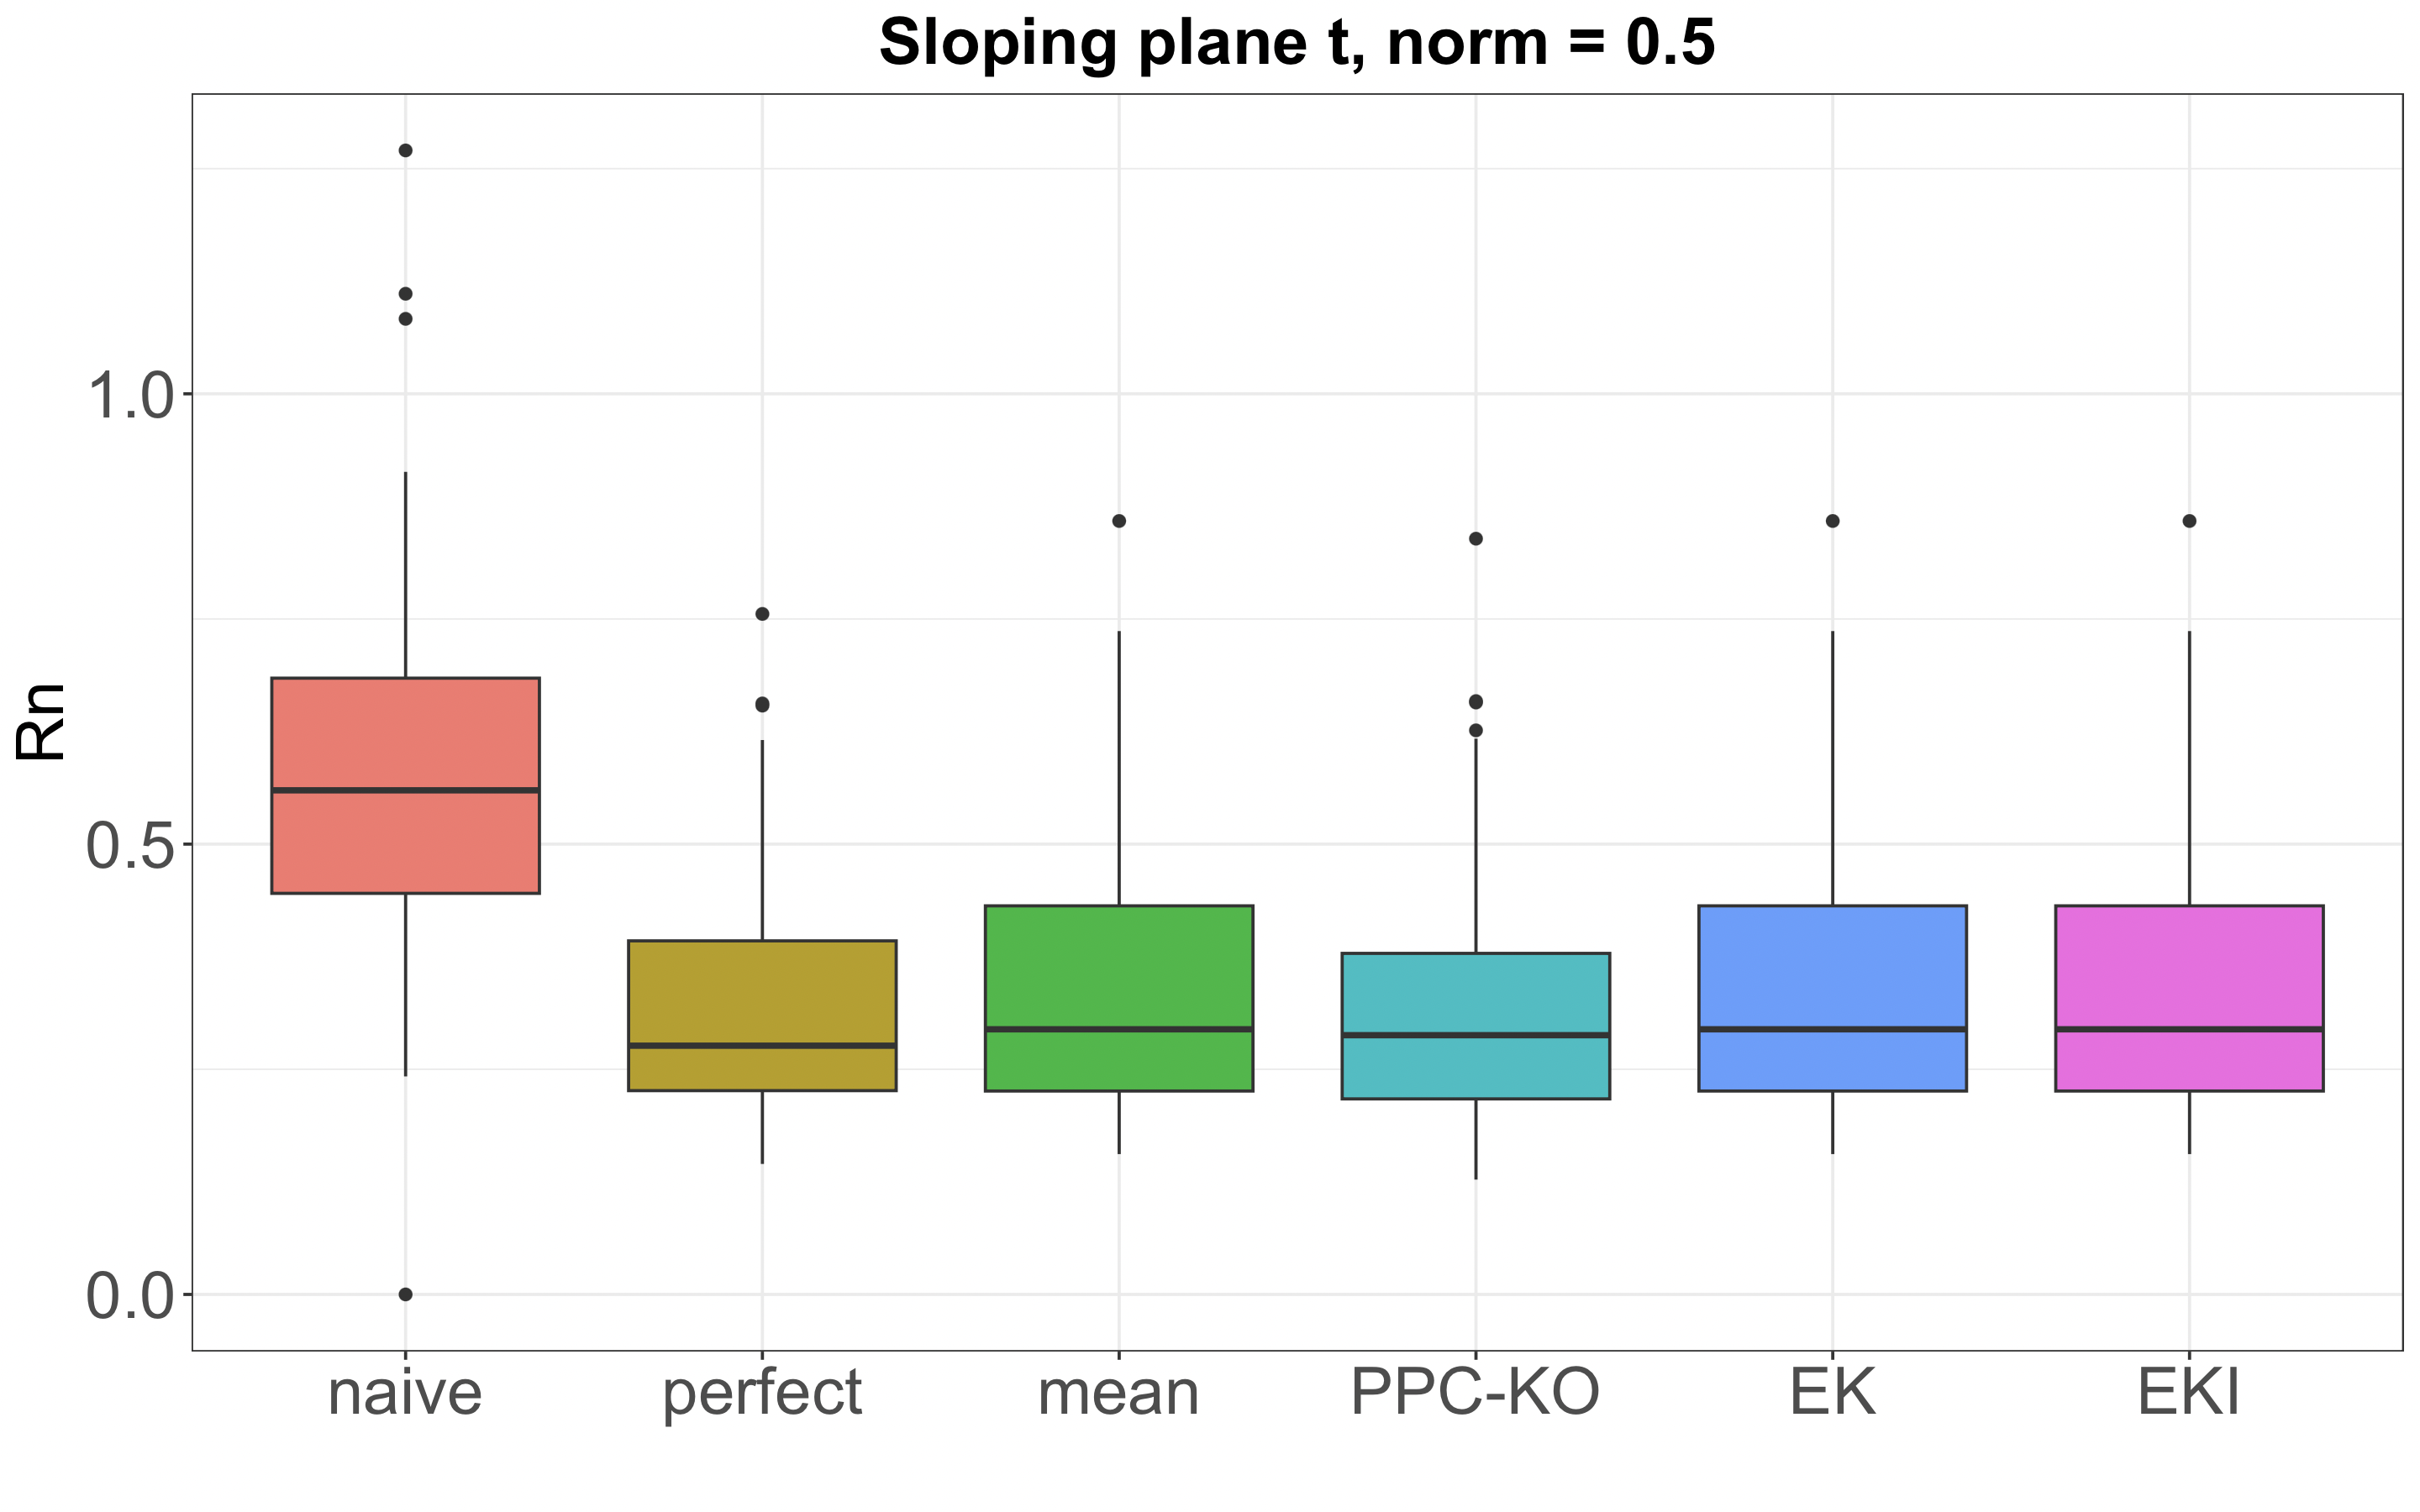 Sloping plane t, norm = 0.5
Rn
1.0
0.5
0.0
naive perfect mean PPC-KO EK EKI